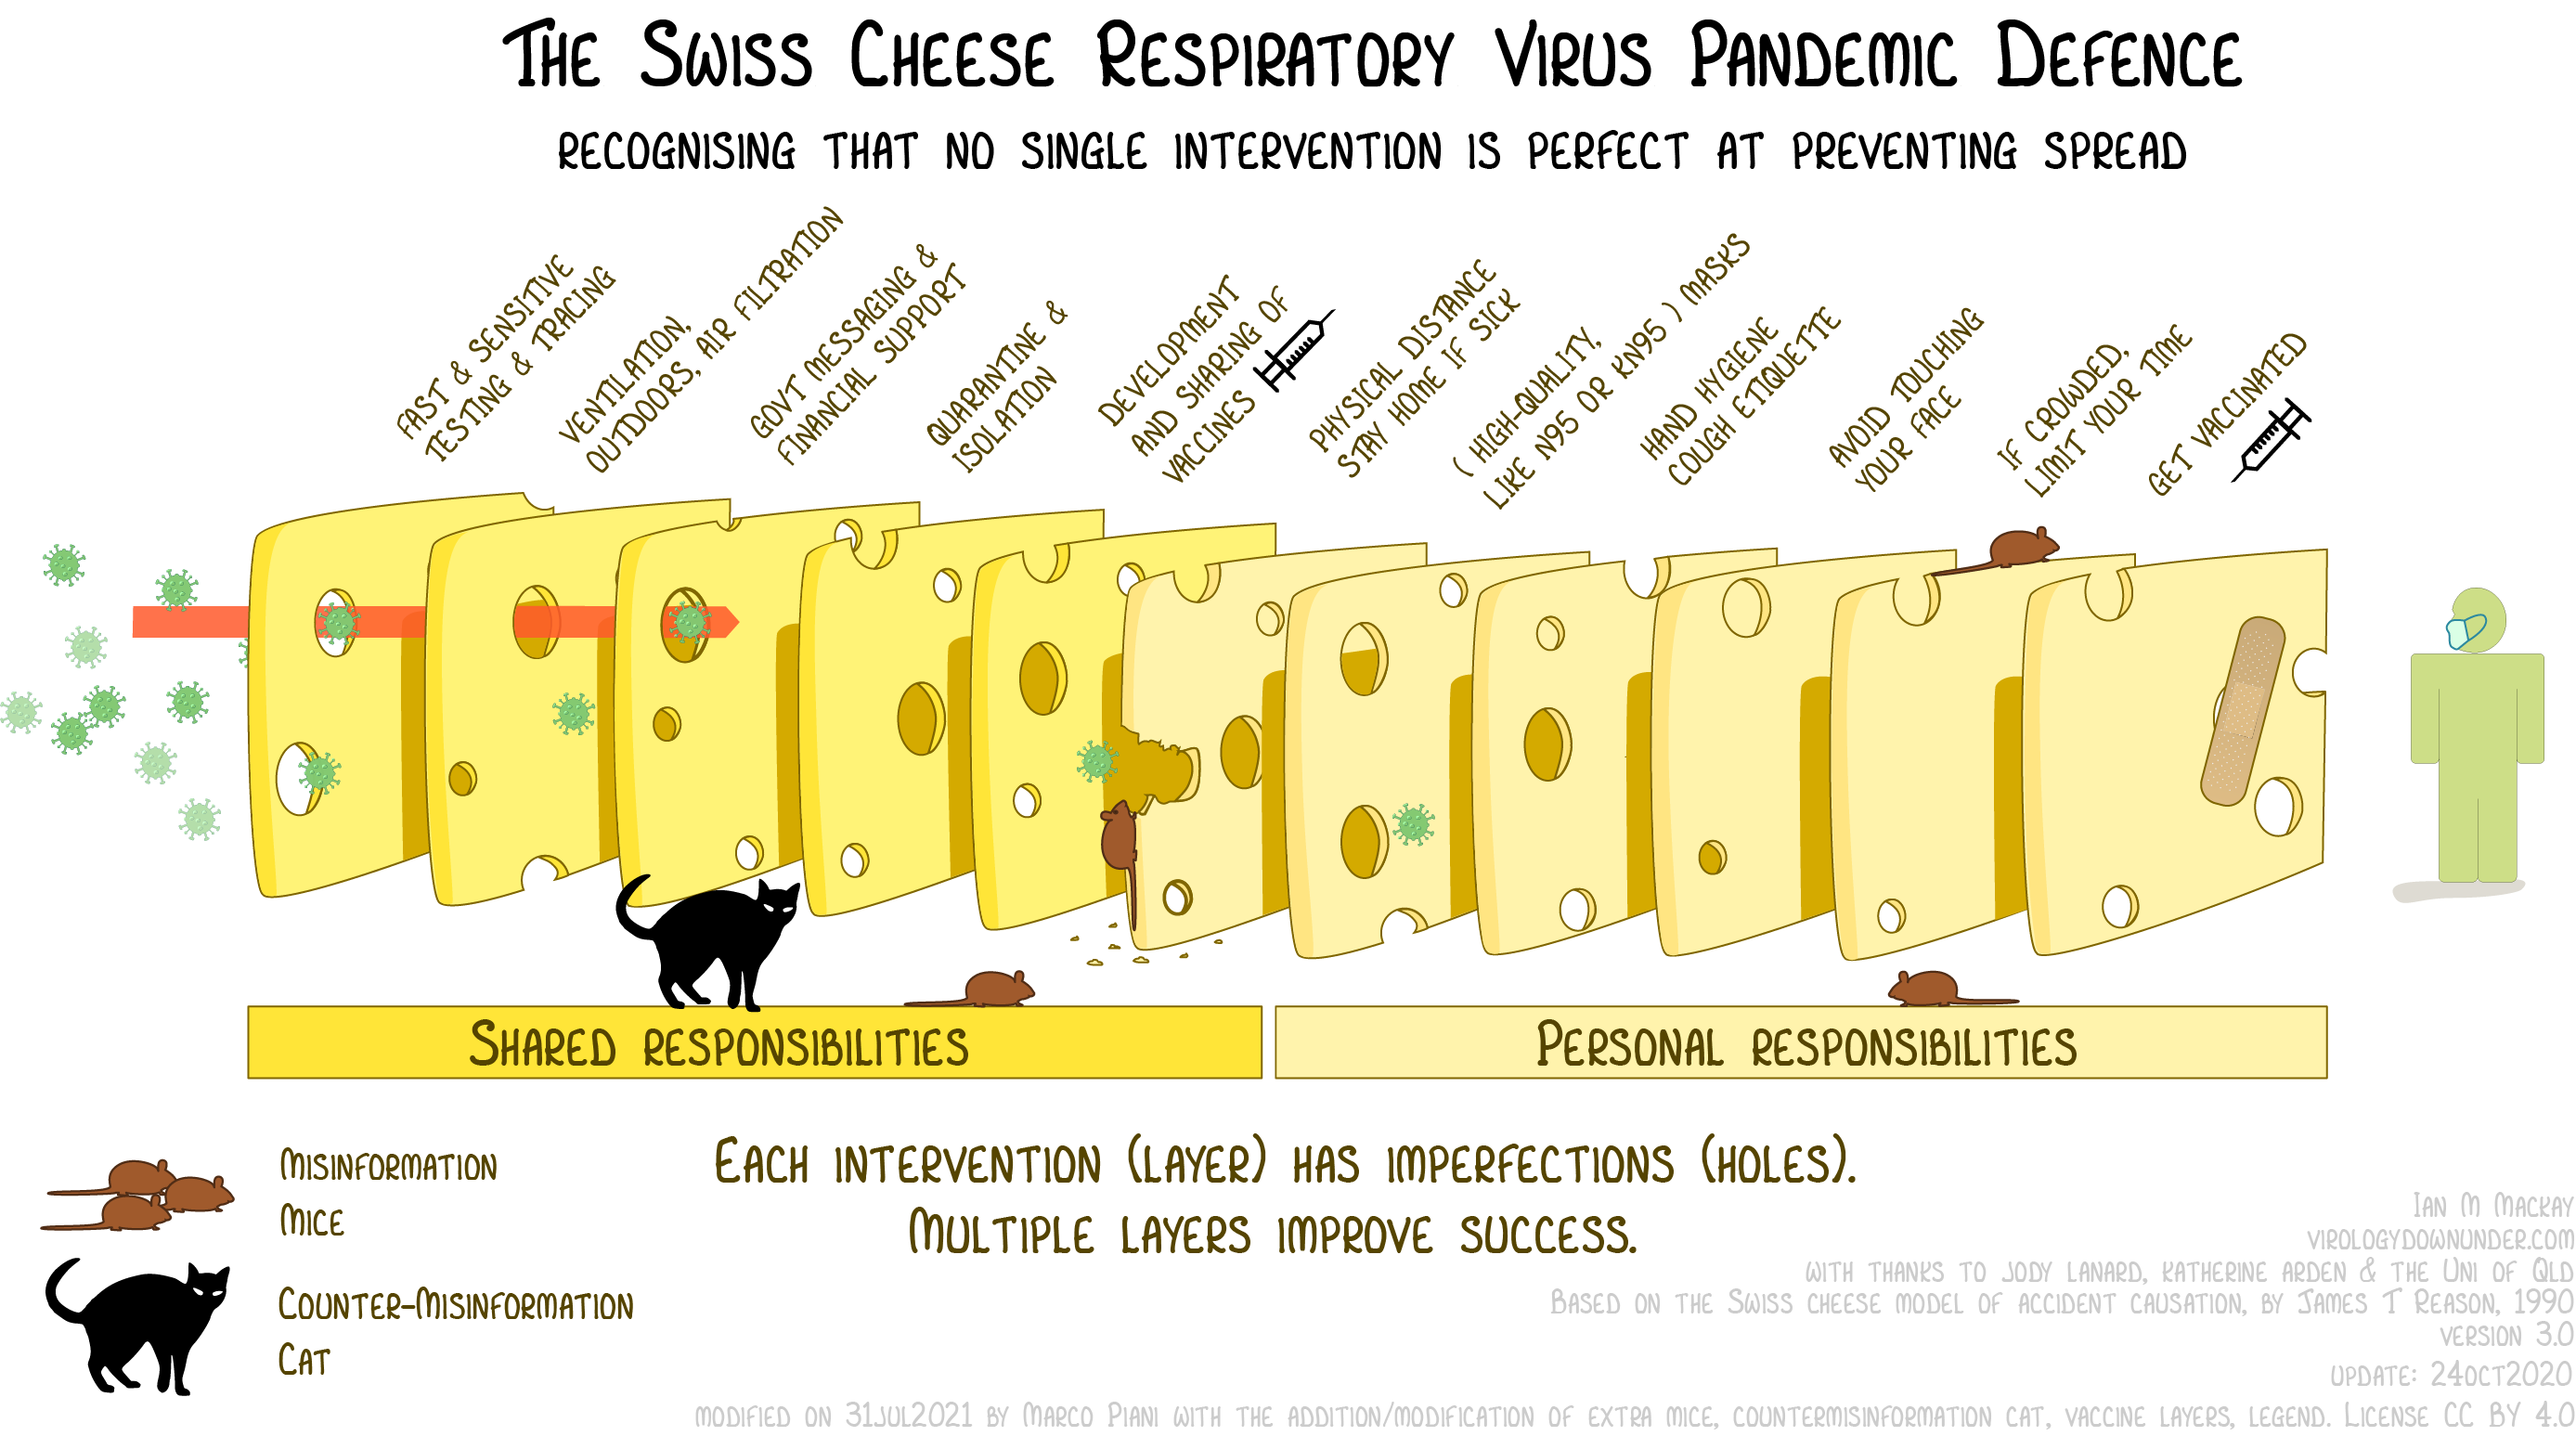 The Swiss Cheese Respiratory Virus Pandemic Defence
recognising that no single intervention is perfect at preventing spread
Fast & sensitive
testing & tracing
Ventilation,
outdoors, air filtration
Govt messaging &
financial support
Quarantine &
isolation
Development
and sharing of
vaccines
Physical distance
stay home if sick
( high-quality,
like N95 or KN95 ) masks
Hand hygiene
cough etiquette
Avoid touching
your face
If crowded,
limit your time
Get vaccinated
Shared responsibilities
Personal responsibilities
Misinformation
Mice
Counter-Misinformation
Cat
Each intervention (layer) has imperfections (holes).
Multiple layers improve success.
Ian M Mackay
virologydownunder.com
with thanks to Jody Lanard, Katherine Arden & the Uni of Qld
Based on the Swiss cheese model of accident causation, by James T Reason, 1990
version 3.0
update: 24oct2020
modified on 31Jul2021 by Marco Piani with the addition/modification of extra mice, countermisinformation cat, vaccine layers, legend. License CC BY 4.0